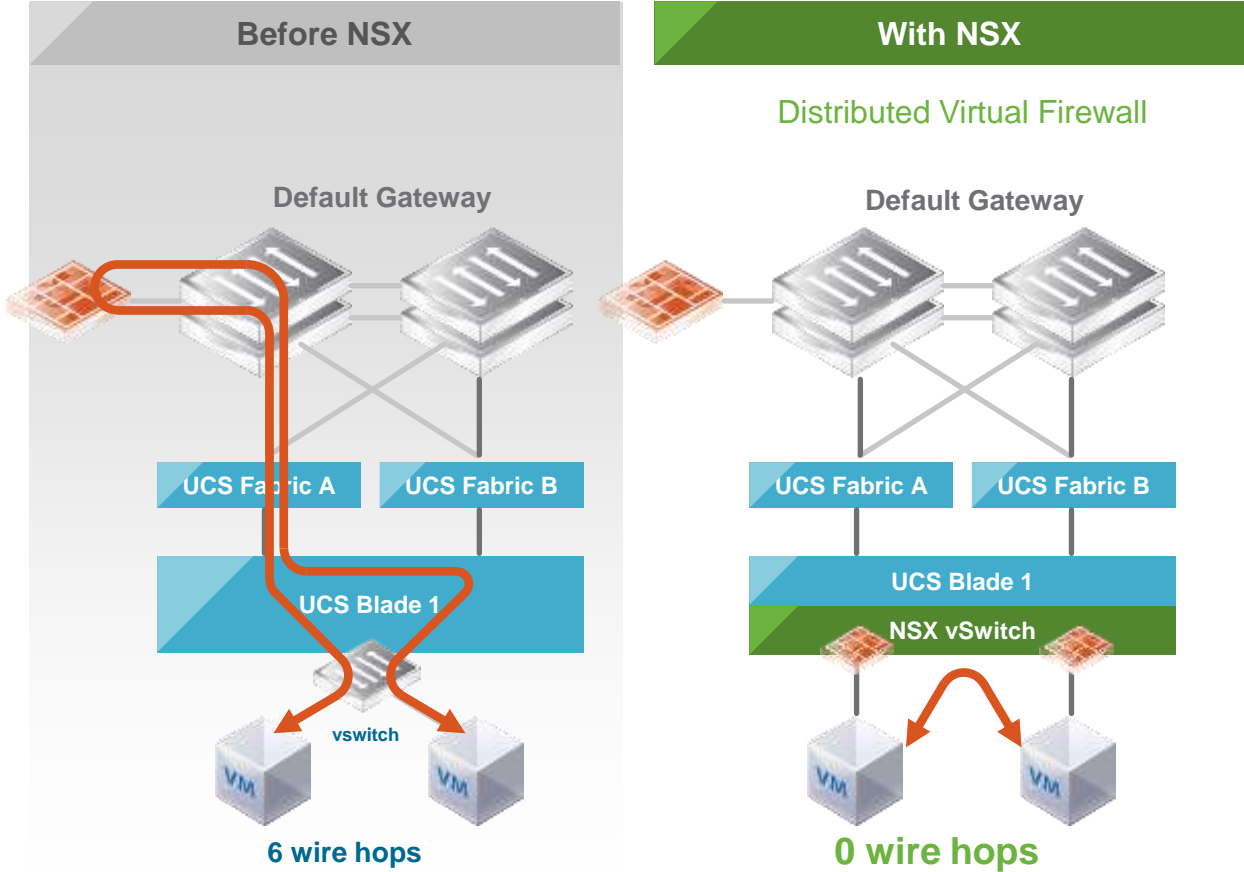 Before NSX
With NSX
Distributed Virtual Firewall
Default Gateway
Default Gateway
UCS Fabric A
UCS Fabric B
UCS Fabric A
UCS Fabric B
UCS Blade 1
UCS Blade 1
NSX vSwitch
vswitch
VM
VM
VM
VM
6 wire hops
0 wire hops